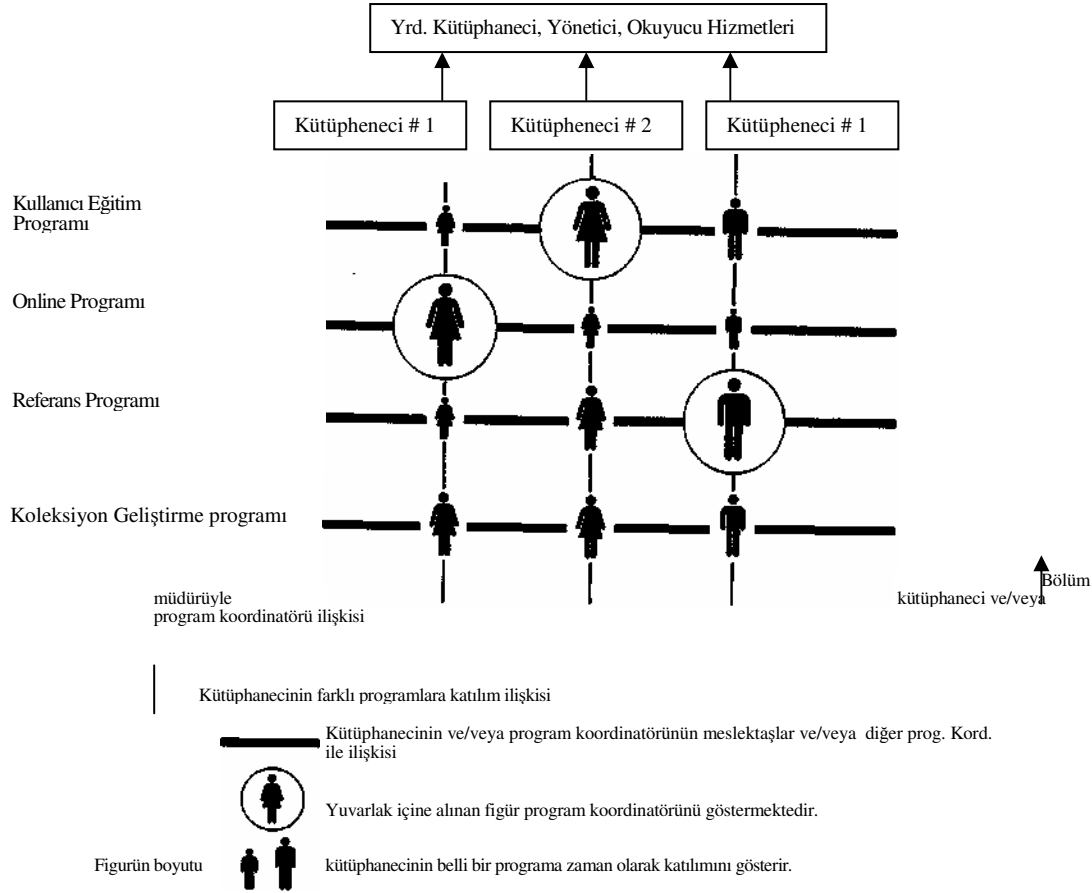 Yrd. Kütüphaneci, Yönetici, Okuyucu Hizmetleri
Kütüpheneci # 1
Kütüpheneci # 2
Kütüpheneci # 1
Kullanıcı Eğitim
Programı
Online Programı
Referans Programı
Koleksiyon Geliştirme programı
Bölüm
müdürüyle
kütüphaneci ve/veya
program koordinatörü ilişkisi
Kütüphanecinin farklı programlara katılım ilişkisi
Kütüphanecinin ve/veya program koordinatörünün meslektaşlar ve/veya diğer prog. Kord.
ile ilişkisi
Yuvarlak içine alınan figür program koordinatörünü göstermektedir.
Figurün boyutu kütüphanecinin belli bir programa zaman olarak katılımını gösterir.